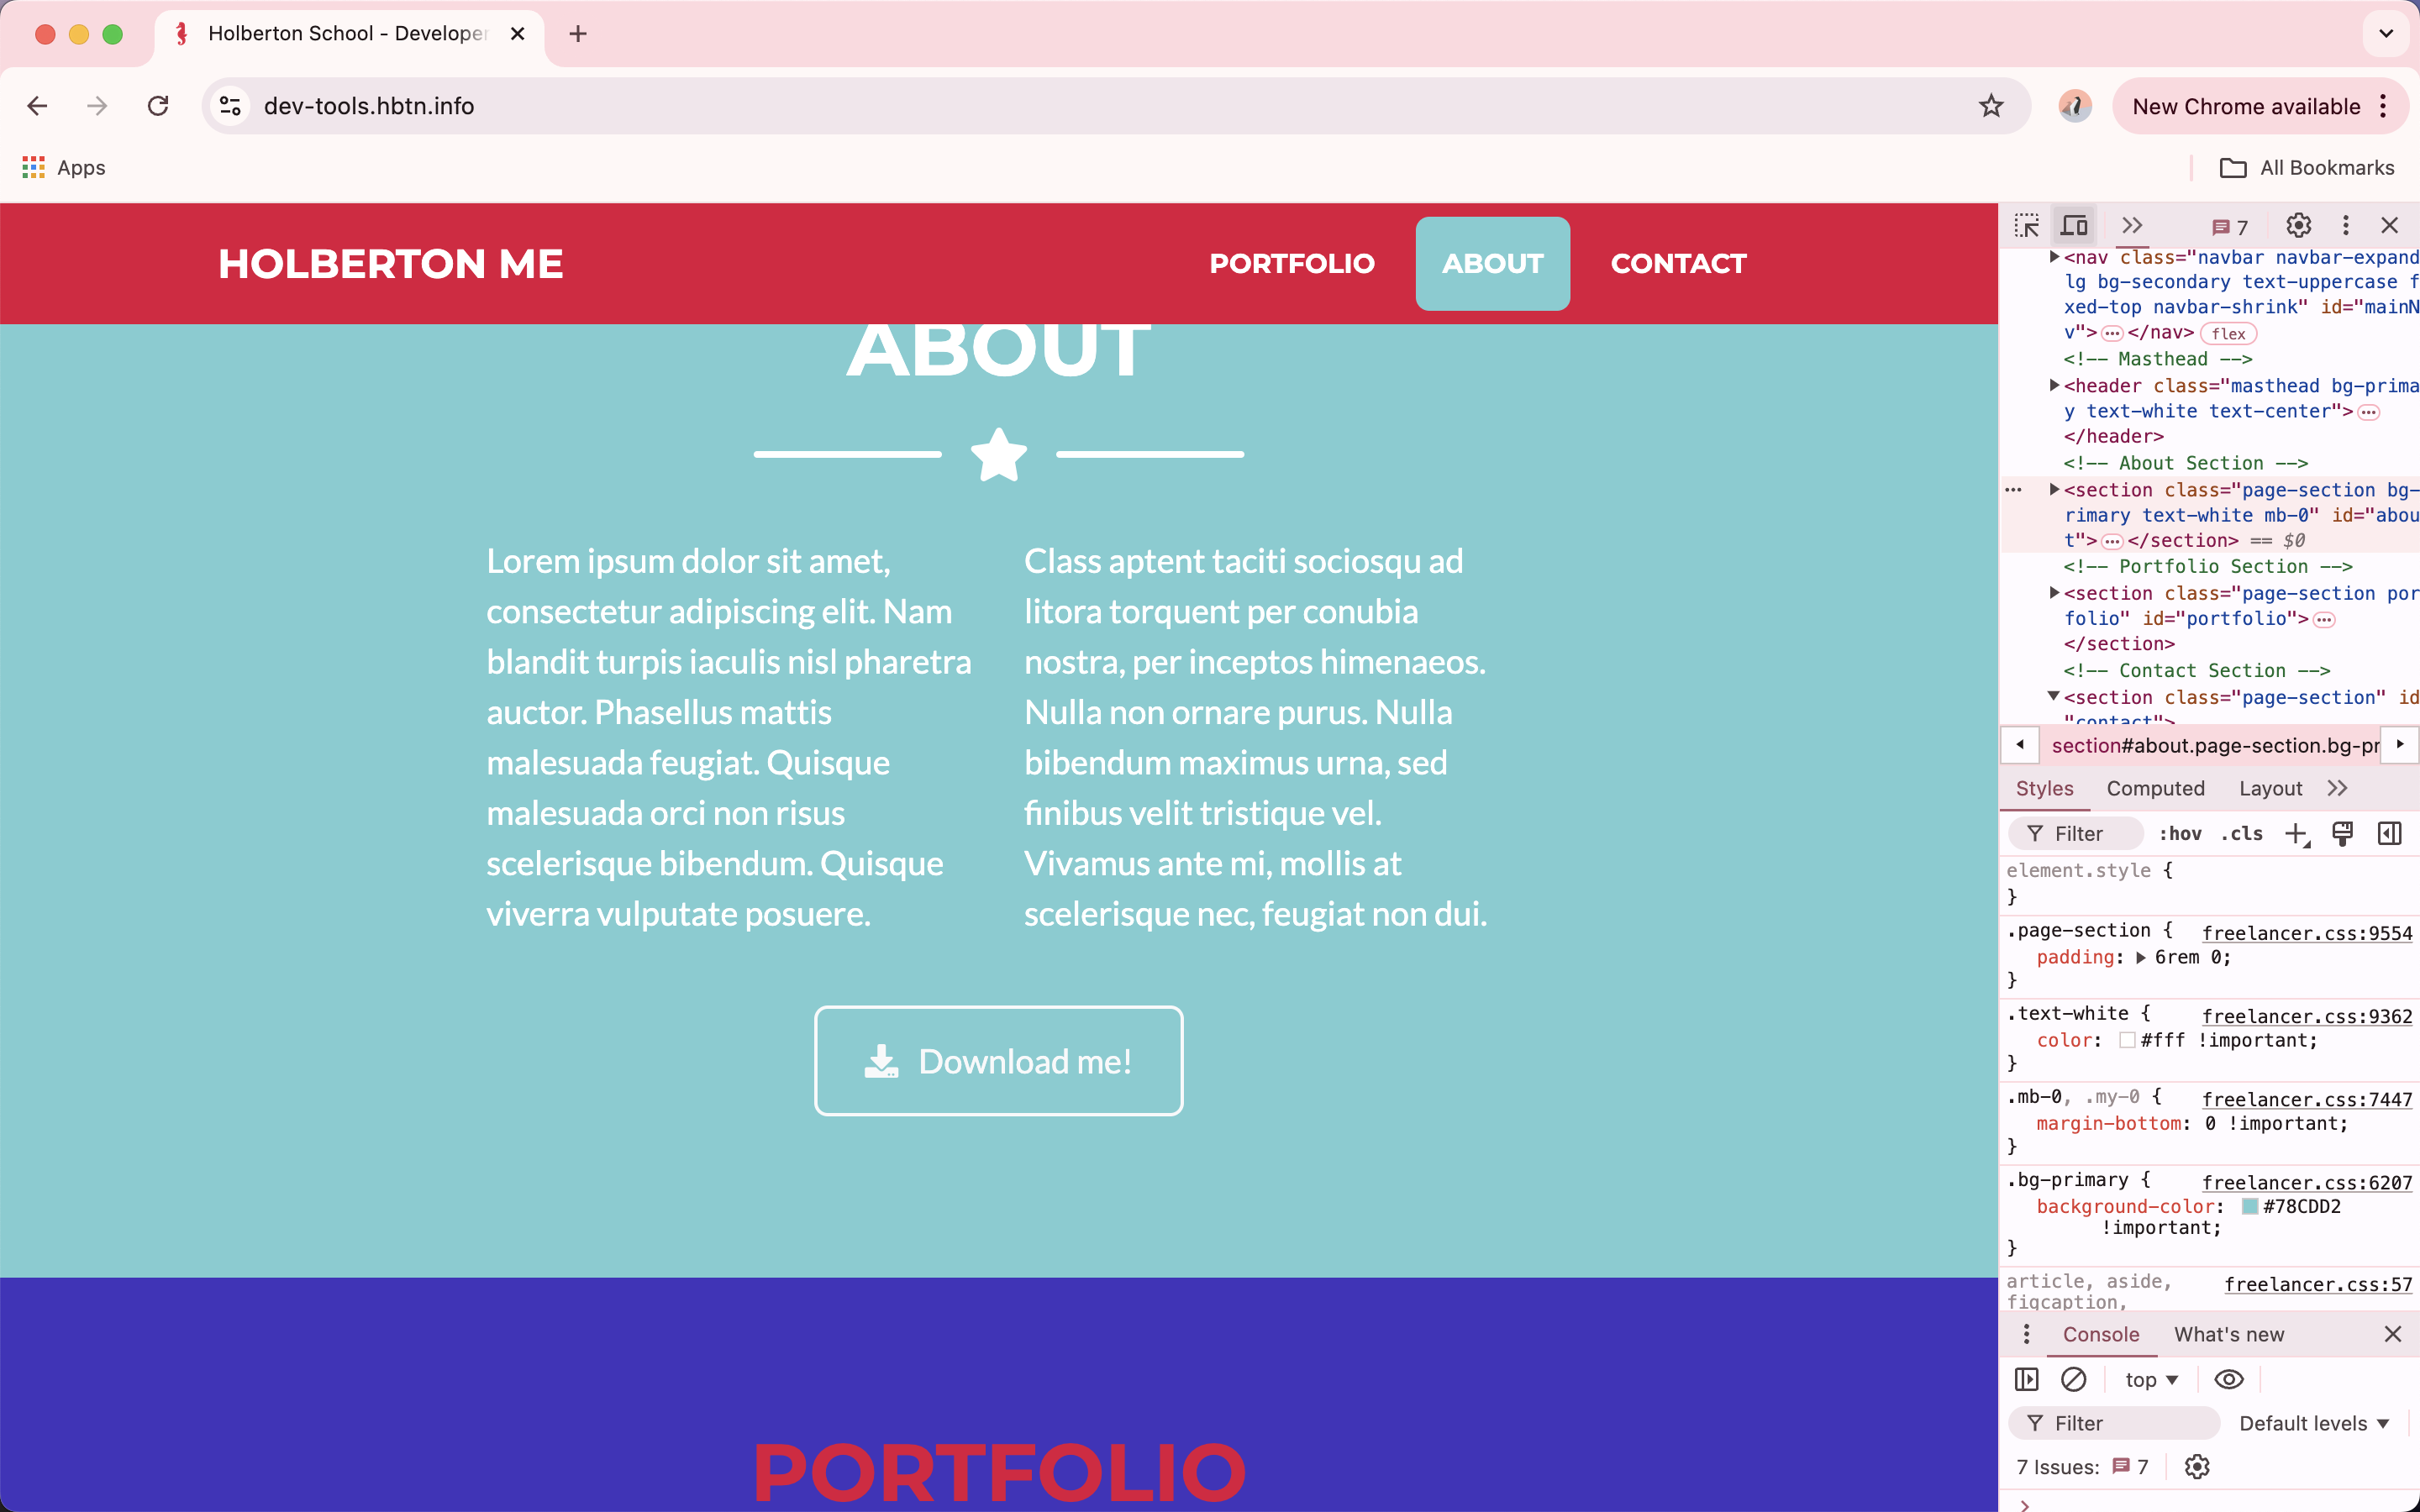 Holberton School - Developer
dev-tools.hbtn.info
New Chrome available
Apps
All Bookmarks
HOLBERTON ME
PORTFOLIO
ABOUT
CONTACT
ABOUT
Lorem ipsum dolor sit amet,
consectetur adipiscing elit. Nam
blandit turpis iaculis nisl pharetra
auctor. Phasellus mattis
malesuada feugiat. Quisque
malesuada orci non risus
scelerisque bibendum. Quisque
viverra vulputate posuere.
Class aptent taciti sociosqu ad
litora torquent per conubia
nostra, per inceptos himenaeos.
Nulla non ornare purus. Nulla
bibendum maximus urna, sed
finibus velit tristique vel.
Vivamus ante mi, mollis at
scelerisque nec, feugiat non dui.
Download me!
PORTFOLIO
7
<nav class="navbar navbar-expand
lg bg-secondary text-uppercase f
xed-top navbar-shrink" id="mainN
v">…</nav> flex
<!-- Masthead -->
<header class="masthead bg-prima
y text-white text-center">…
</header>
<!-- About Section -->
… <section class="page-section bg-
rimary text-white mb-0" id="abou
t">…</section> == $0
<!-- Portfolio Section -->
<section class="page-section por
folio" id="portfolio">…
</section>
<!-- Contact Section -->
<section class="page-section" id
"contact">
section#about.page-section.bg-pr
Styles Computed Layout
Filter :hov .cls
element.style {
}
.page-section { freelancer.css:9554
padding: 6rem 0;
}
.text-white { freelancer.css:9362
color: #fff !important;
}
.mb-0, .my-0 { freelancer.css:7447
margin-bottom: 0 !important;
}
.bg-primary { freelancer.css:6207
background-color: #78CDD2
!important;
}
article, aside, freelancer.css:57
figcaption,
Console What's new
top
Filter Default levels
7 Issues: 7